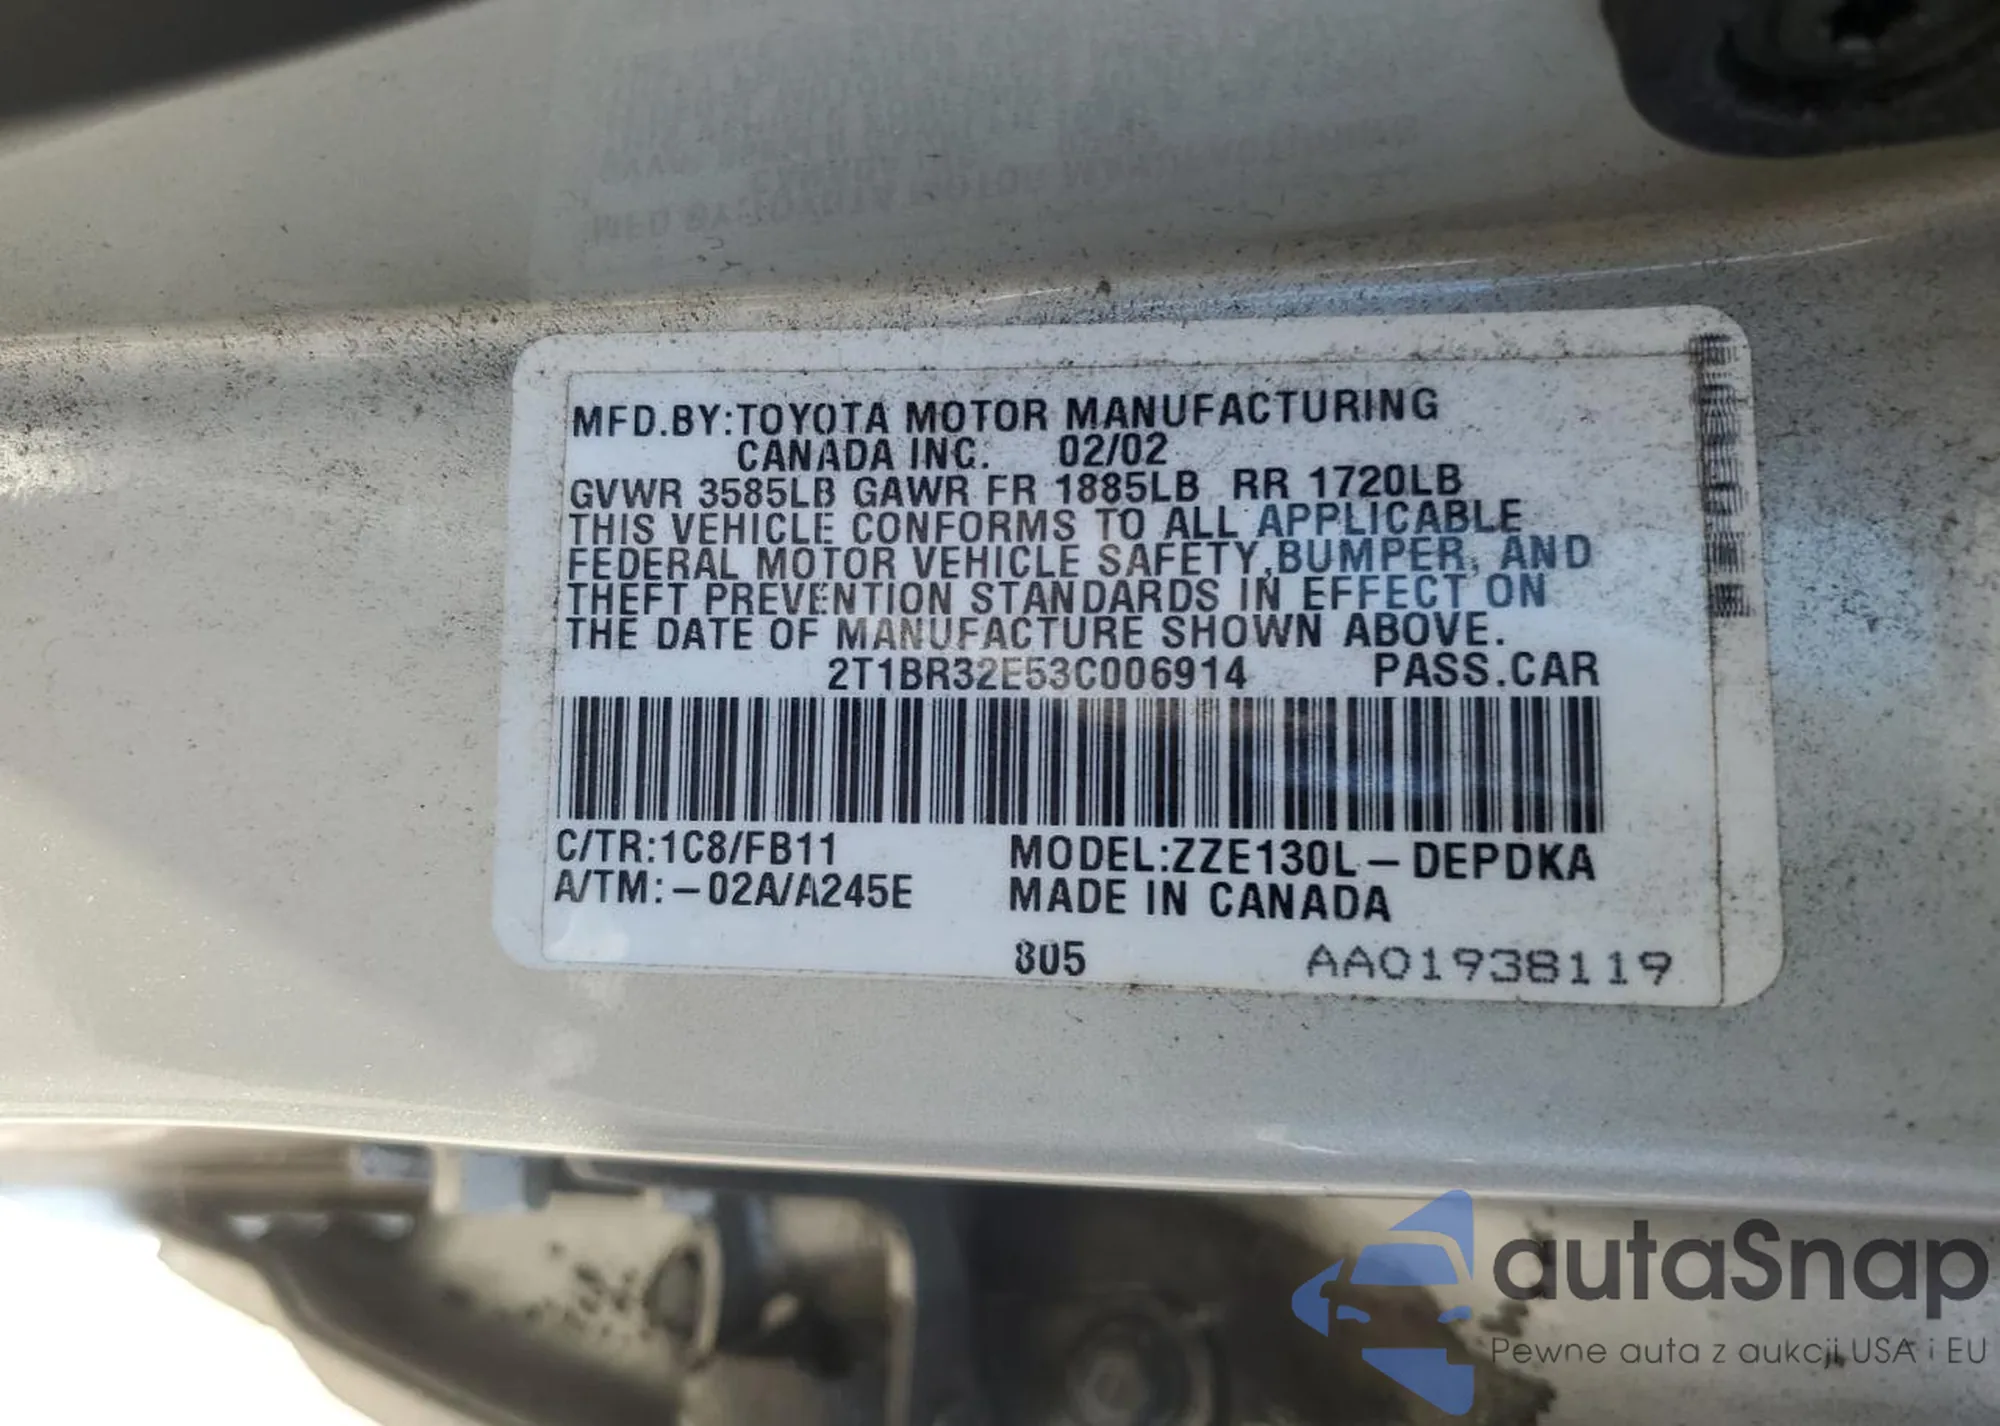 MFD.BY:TOYOTA MOTOR MANUFACTURING
CANADA INC. 02/02
GVWR 3585LB GAWR FR 1885LB RR 1720LB
THIS VEHICLE CONFORMS TO ALL APPLICABLE
FEDERAL MOTOR VEHICLE SAFETY,BUMPER, AND
THEFT PREVENTION STANDARDS IN EFFECT ON
THE DATE OF MANUFACTURE SHOWN ABOVE.
2T1BR32E53C006914 PASS.CAR
C/TR:1C8/FB11 MODEL:ZZE130L-DEPDKA
A/TM:-02A/A245E MADE IN CANADA
805 AA01938119
autaSnap
Pewne auta z aukcji USA i EU